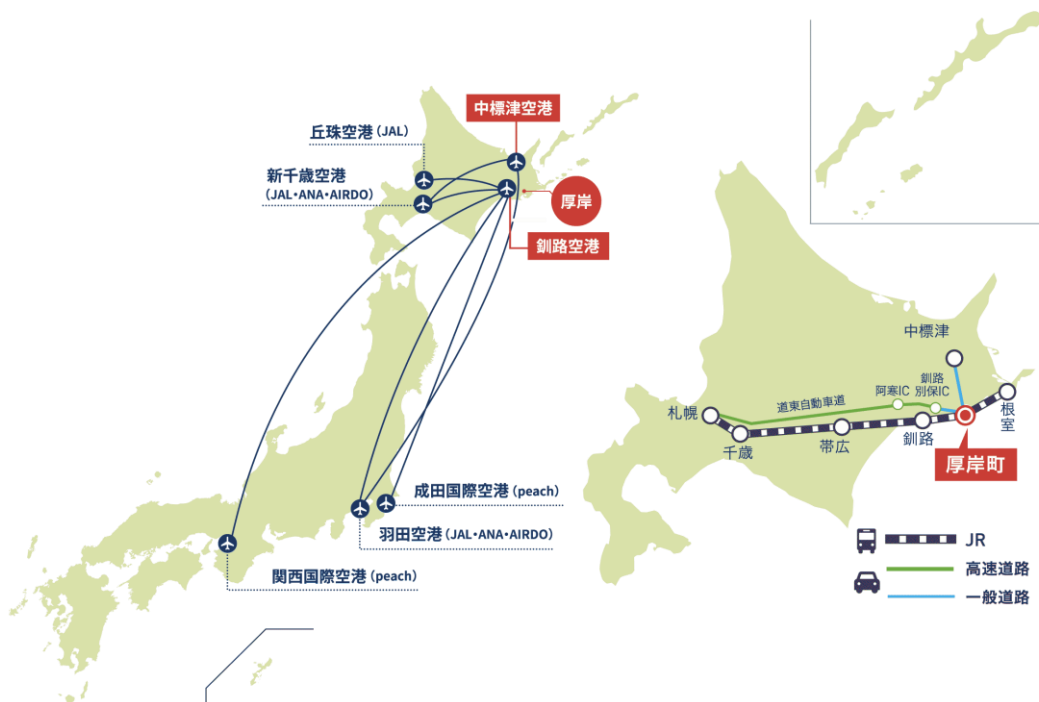 中標津空港
丘珠空港(JAL)
新千歳空港
(JAL・ANA・AIRDO)
厚岸
釧路空港
成田国際空港(peach)
羽田空港(JAL・ANA・AIRDO)
関西国際空港(peach)
中標津
釧路
別保IC
阿寒IC
道東自動車道
札幌
千歳
帯広
釧路
根室
厚岸町
JR
高速道路
一般道路